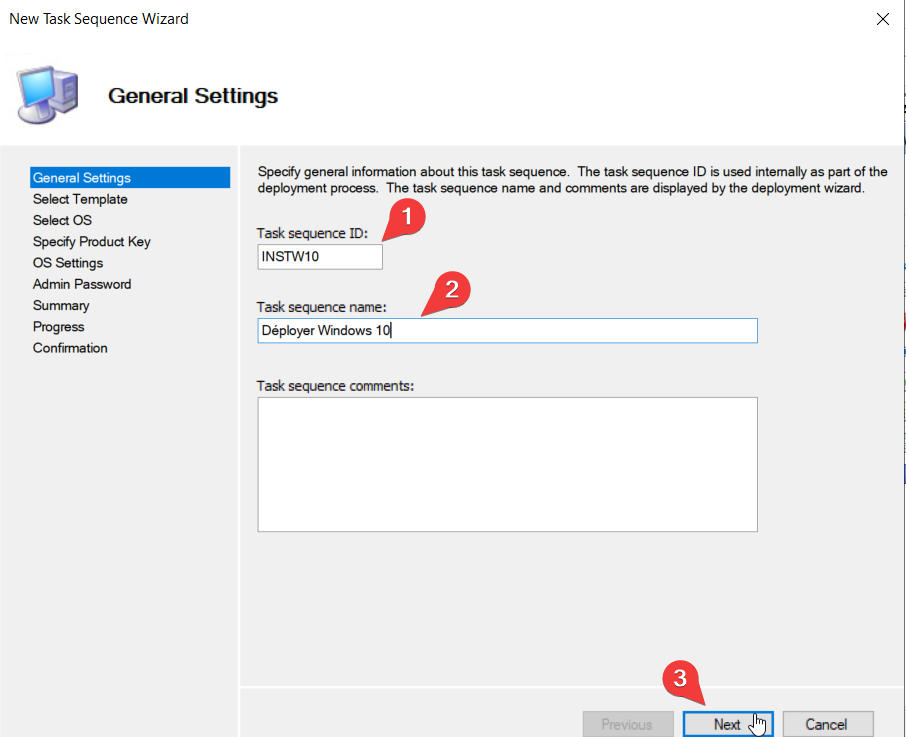 New Task Sequence Wizard
General Settings
General Settings
Select Template
Select OS
Specify Product Key
OS Settings
Admin Password
Summary
Progress
Confirmation
Specify general information about this task sequence. The task sequence ID is used internally as part of the
deployment process. The task sequence name and comments are displayed by the deployment wizard.
1
Task sequence ID:
INSTW10
2
Task sequence name:
Déployer Windows 10
Task sequence comments:
3
Previous Next Cancel